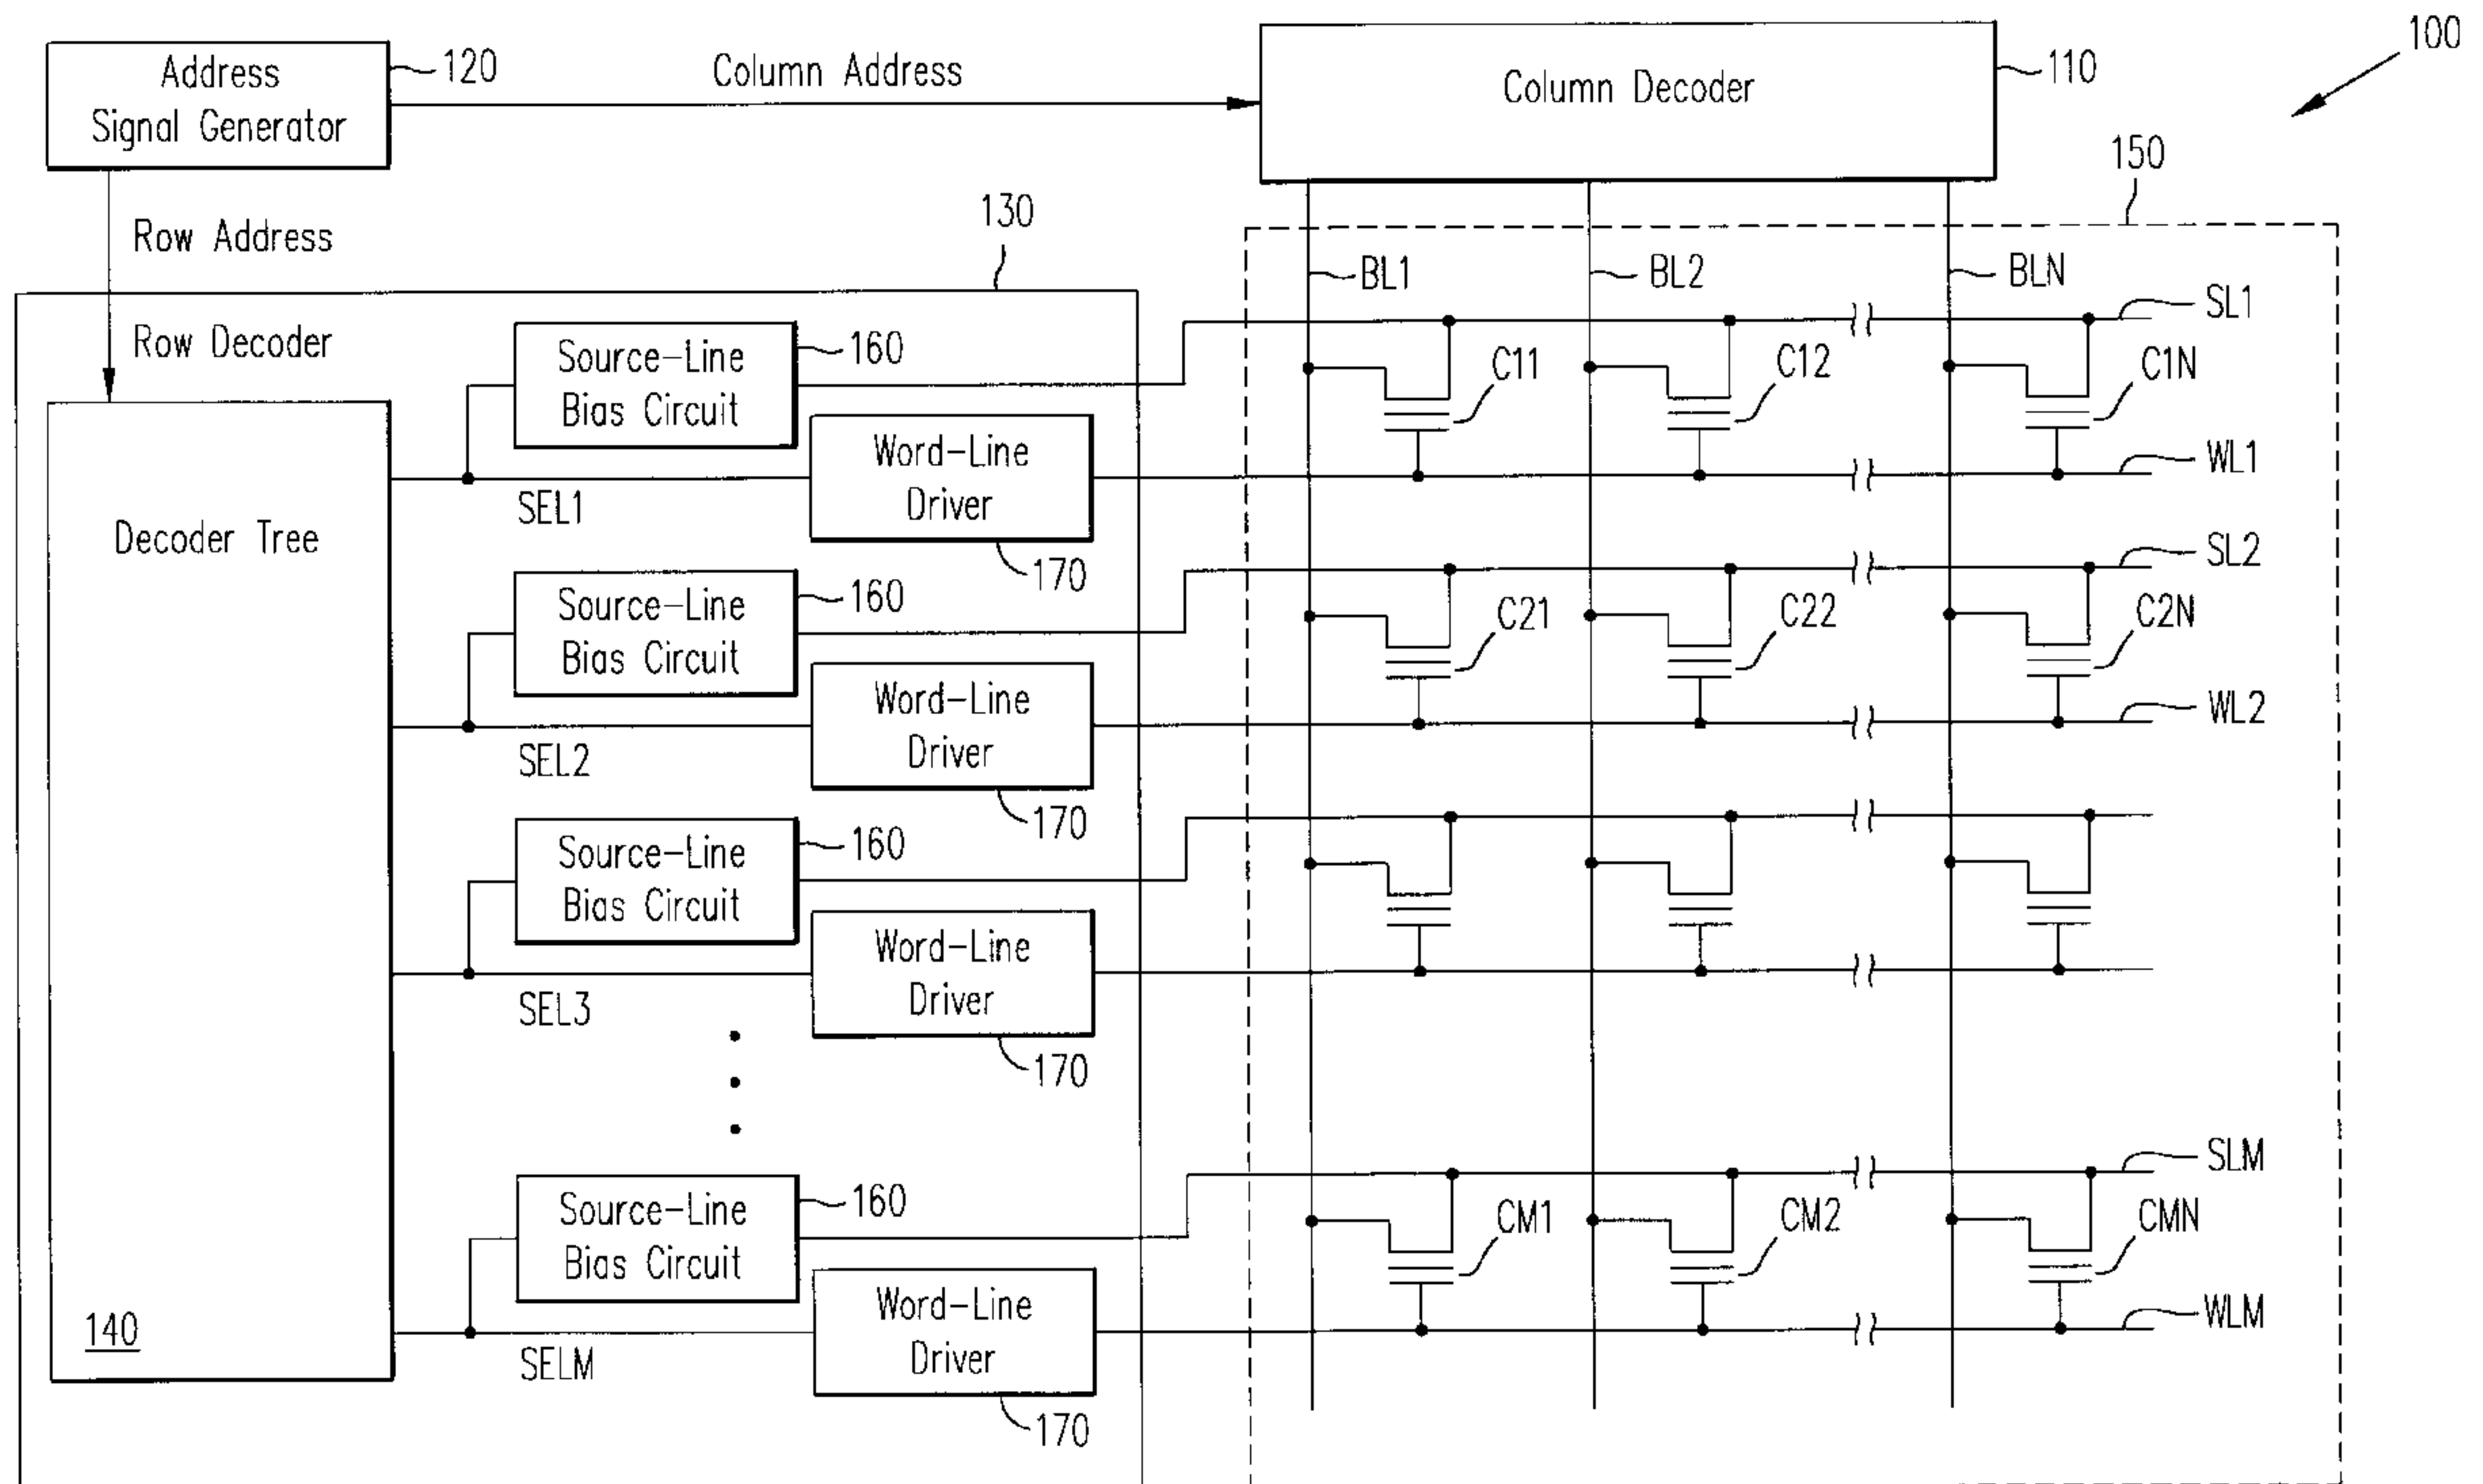 100
Address
Signal Generator
120
Column Address
Column Decoder
110
150
Row Address
130
BL1
BL2
BLN
Row Decoder
Source-Line
Bias Circuit
160
SL1
C11
C12
C1N
Word-Line
Driver
WL1
SEL1
170
Decoder Tree
Source-Line
Bias Circuit
160
SL2
C21
C22
C2N
Word-Line
Driver
WL2
SEL2
170
Source-Line
Bias Circuit
160
Word-Line
Driver
SEL3
170
Source-Line
Bias Circuit
160
SLM
CM1
CM2
CMN
Word-Line
Driver
WLM
140
SELM
170